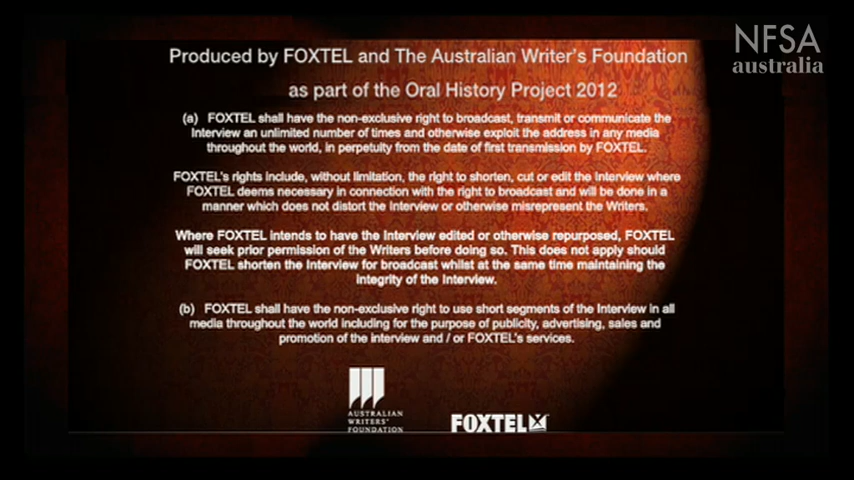 NFSA
australia
Produced by FOXTEL and The Australian Writer's Foundation
as part of the Oral History Project 2012
(a) FOXTEL shall have the non-exclusive right to broadcast, transmit or communicate the
Interview an unlimited number of times and otherwise exploit the address in any media
throughout the world, in perpetuity from the date of first transmission by FOXTEL.
FOXTEL's rights include, without limitation, the right to shorten, cut or edit the Interview where
FOXTEL deems necessary in connection with the right to broadcast and will be done in a
manner which does not distort the Interview or otherwise misrepresent the Writers.
Where FOXTEL intends to have the Interview edited or otherwise repurposed, FOXTEL
will seek prior permission of the Writers before doing so. This does not apply should
FOXTEL shorten the Interview for broadcast whilst at the same time maintaining the
integrity of the Interview.
(b) FOXTEL shall have the non-exclusive right to use short segments of the Interview in all
media throughout the world including for the purpose of publicity, advertising, sales and
promotion of the interview and / or FOXTEL's services.
AUSTRALIAN
WRITERS'
FOUNDATION
FOXTEL